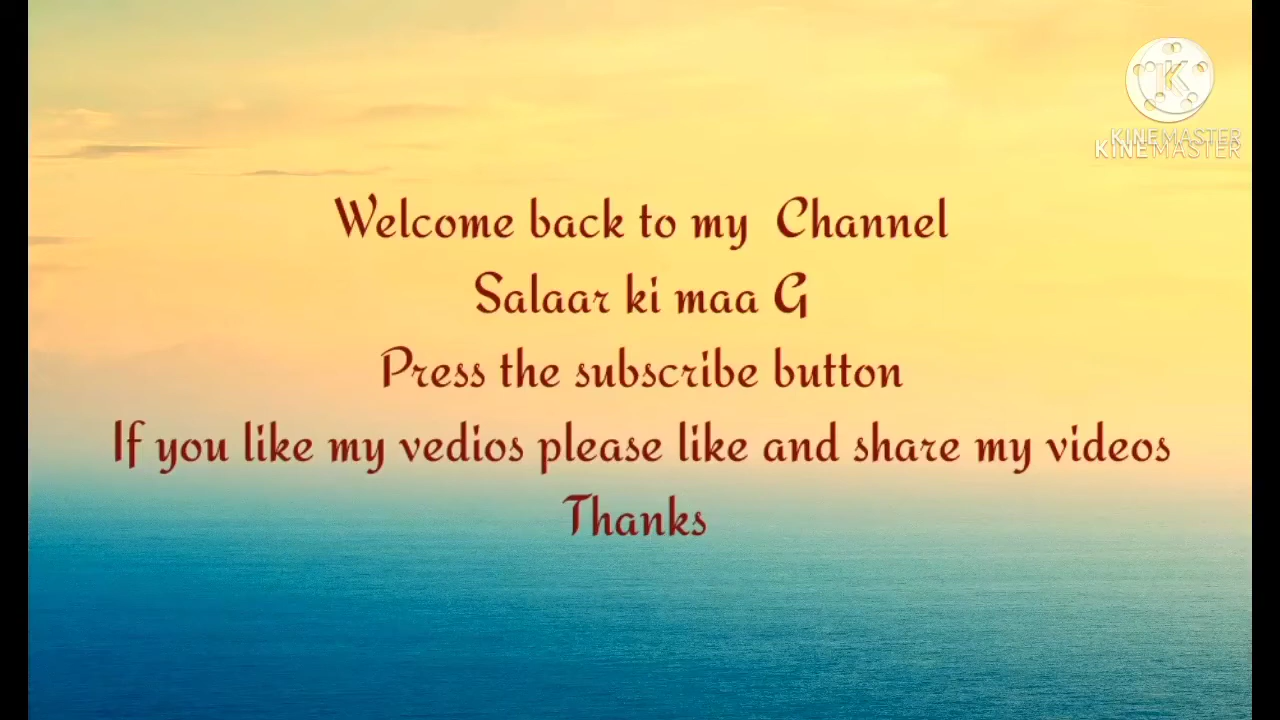 KINEMASTER
KINEMASTER
Welcome back to my Channel
Salaar ki maa G
Press the subscribe button
If you like my vedios please like and share my videos
Thanks